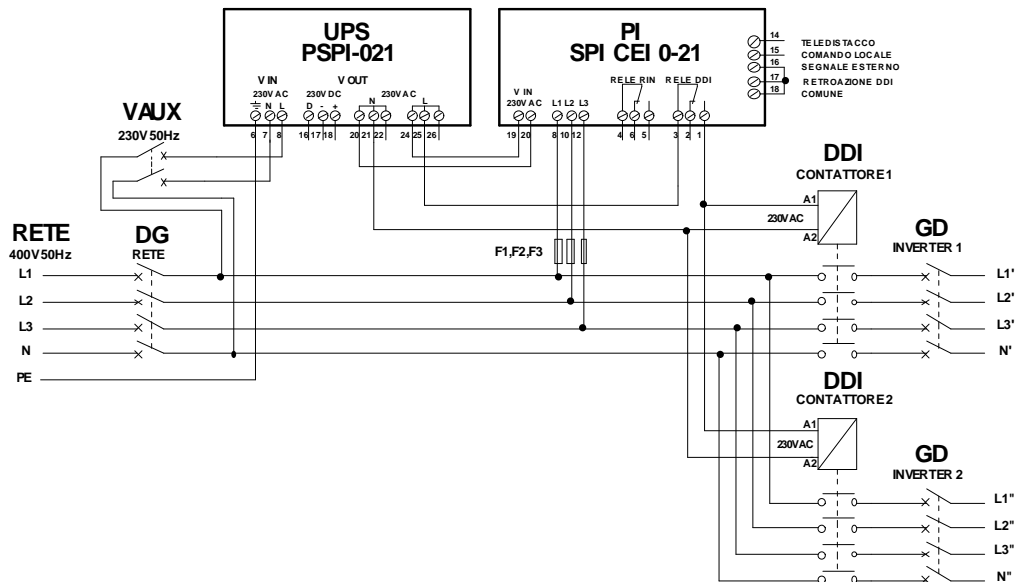 UPS
PSPI-021
V IN
230V AC
N L
230V DC
D - +
V OUT
230V AC
N
L
6 7 8
16 17 18
20 21 22
24 25 26
PI
SPI CEI 0-21
V IN
230V AC
L1 L2 L3
RELE RIN
RELE DDI
19 20
8 10 12
4 6 5
3 2 1
14 TELEDISTACCO
15 COMANDO LOCALE
16 SEGNALE ESTERNO
17 RETROAZIONE DDI
18 COMUNE
VAUX
230V 50Hz
RETE
400V 50Hz
DG
RETE
L1
L2
L3
N
PE
F1,F2,F3
DDI
CONTATTORE 1
A1
230VAC
A2
GD
INVERTER 1
L1'
L2'
L3'
N'
DDI
CONTATTORE 2
A1
230VAC
A2
GD
INVERTER 2
L1"
L2"
L3"
N"